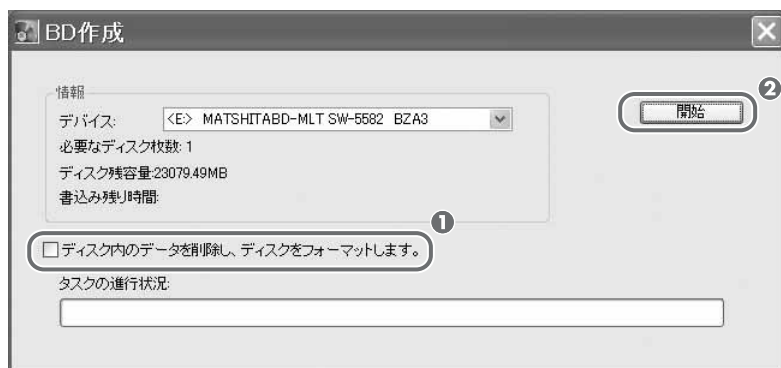 BD作成
情報
デバイス: <E:> MATSHITABD-MLT SW-5582 BZA3
必要なディスク枚数: 1
ディスク残容量:23079.49MB
書込み残り時間:
❷
開始
❶
ディスク内のデータを削除し、ディスクをフォーマットします。
タスクの進行状況: